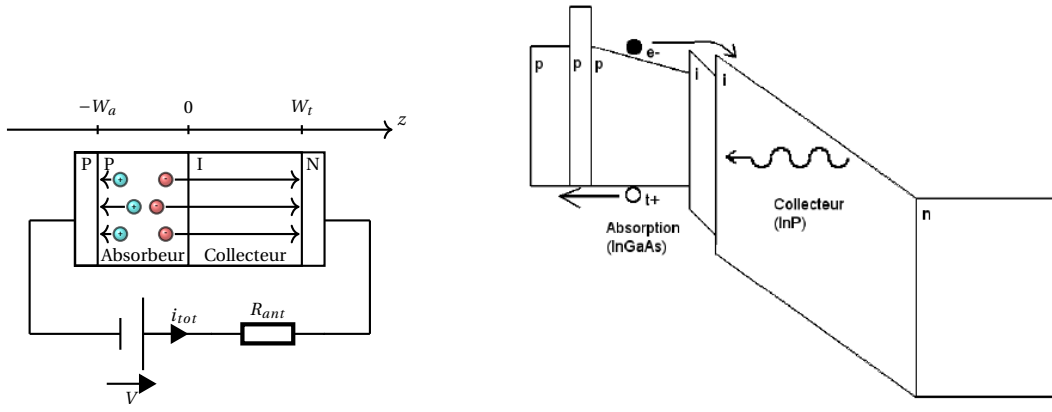 −W_a 0 W_t z
P P I N
+ -
+ -
+ -
Absorbeur Collecteur
i_tot R_ant
V
p p p e-
i i
t+
Absorption
(InGaAs)
Collecteur
(InP)
n